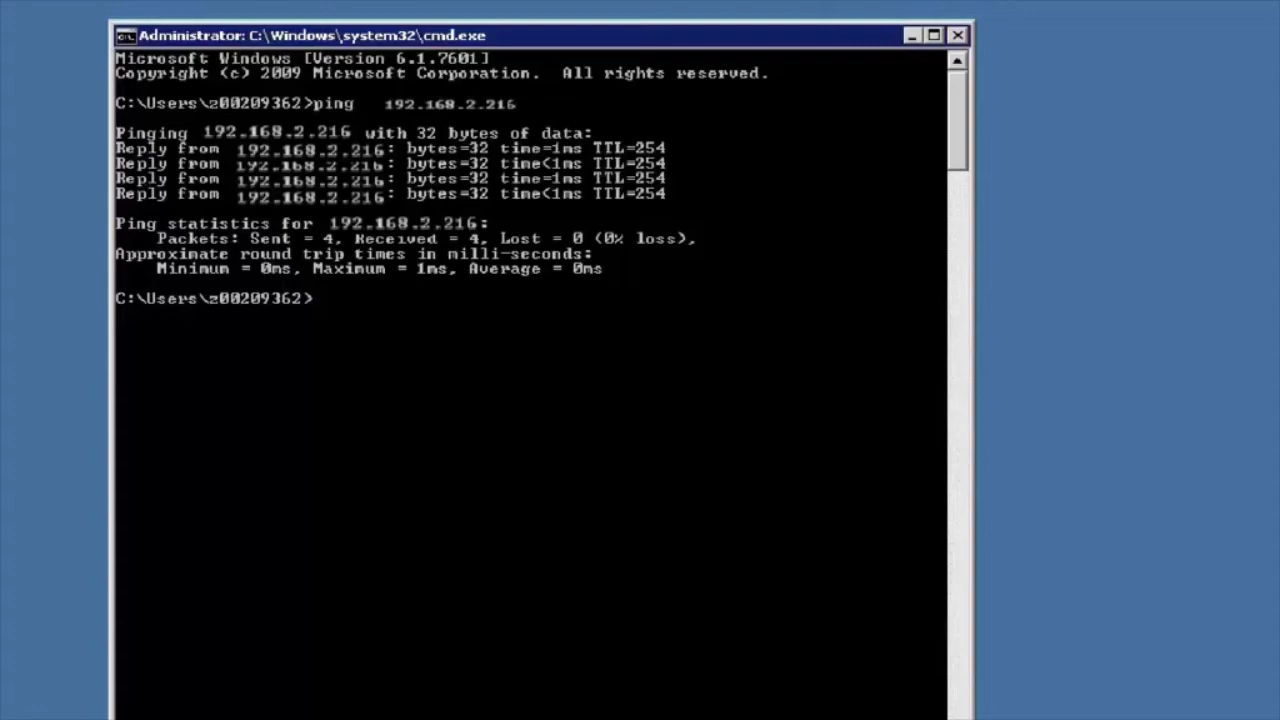 Administrator: C:\Windows\system32\cmd.exe
Microsoft Windows [Version 6.1.7601]
Copyright (c) 2009 Microsoft Corporation.  All rights reserved.
C:\Users\z00209362>ping 192.168.2.216
Pinging 192.168.2.216 with 32 bytes of data:
Reply from 192.168.2.216: bytes=32 time=1ms TTL=254
Reply from 192.168.2.216: bytes=32 time<1ms TTL=254
Reply from 192.168.2.216: bytes=32 time=1ms TTL=254
Reply from 192.168.2.216: bytes=32 time<1ms TTL=254
Ping statistics for 192.168.2.216:
Packets: Sent = 4, Received = 4, Lost = 0 (0% loss),
Approximate round trip times in milli-seconds:
Minimum = 0ms, Maximum = 1ms, Average = 0ms
C:\Users\z00209362>